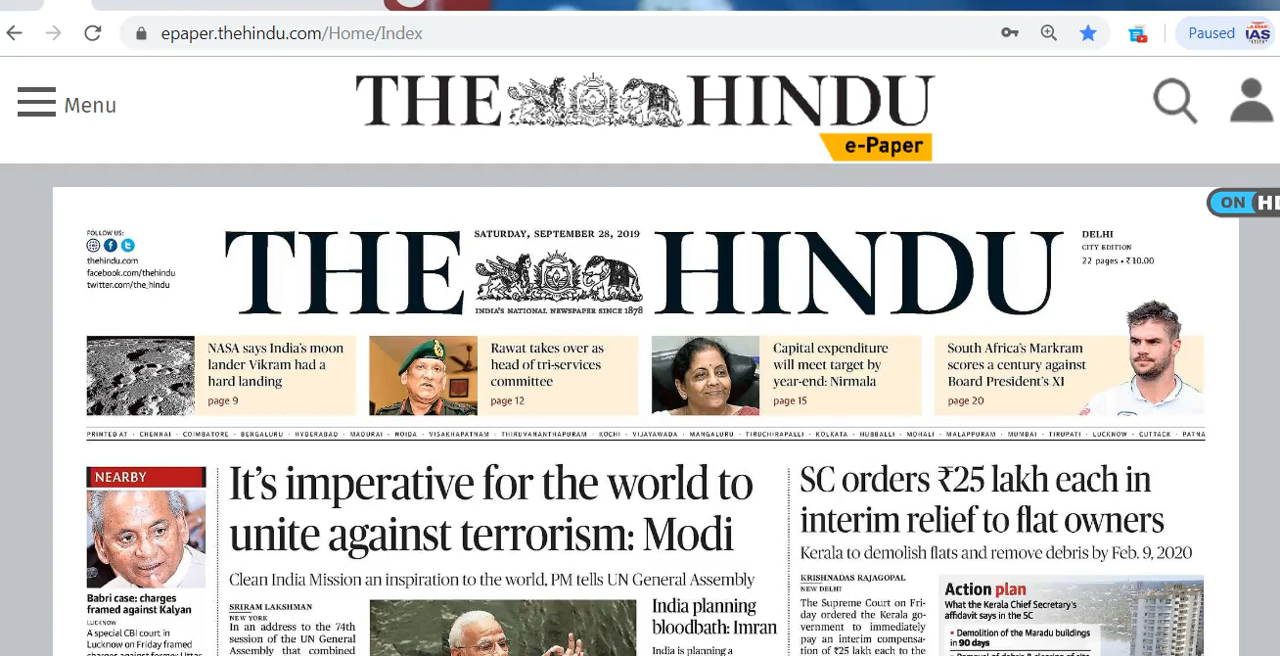 epaper.thehindu.com/Home/Index
Paused
IAS
Menu
THE HINDU
e-Paper
ON HD
FOLLOW US:
thehindu.com
facebook.com/thehindu
twitter.com/the_hindu
SATURDAY, SEPTEMBER 28, 2019
THE HINDU
INDIA'S NATIONAL NEWSPAPER SINCE 1878
DELHI
CITY EDITION
22 pages • ₹10.00
NASA says India's moon
lander Vikram had a
hard landing
page 9
Rawat takes over as
head of tri-services
committee
page 12
Capital expenditure
will meet target by
year-end: Nirmala
page 15
South Africa's Markram
scores a century against
Board President's XI
page 20
PRINTED AT · CHENNAI · COIMBATORE · BENGALURU · HYDERABAD · MADURAI · NOIDA · VISAKHAPATNAM · THIRUVANANTHAPURAM · KOCHI · VIJAYAWADA · MANGALURU · TIRUCHIRAPALLI · KOLKATA · HUBBALLI · MOHALI · MALAPPURAM · MUMBAI · TIRUPATI · LUCKNOW · CUTTACK · PATNA
NEARBY
Babri case: charges
framed against Kalyan
LUCKNOW
A special CBI court in
Lucknow on Friday framed
charges against former Uttar
It's imperative for the world to
unite against terrorism: Modi
Clean India Mission an inspiration to the world, PM tells UN General Assembly
SRIRAM LAKSHMAN
NEW YORK
In an address to the 74th
session of the UN General
Assembly that combined
India planning
bloodbath: Imran
India is planning a
SC orders ₹25 lakh each in
interim relief to flat owners
Kerala to demolish flats and remove debris by Feb. 9, 2020
KRISHNADAS RAJAGOPAL
NEW DELHI
The Supreme Court on Fri-
day ordered the Kerala go-
vernment to immediately
pay an interim compensa-
tion of ₹25 lakh each to the
Action plan
What the Kerala Chief Secretary's
affidavit says in the SC
▪ Demolition of the Maradu buildings
in 90 days